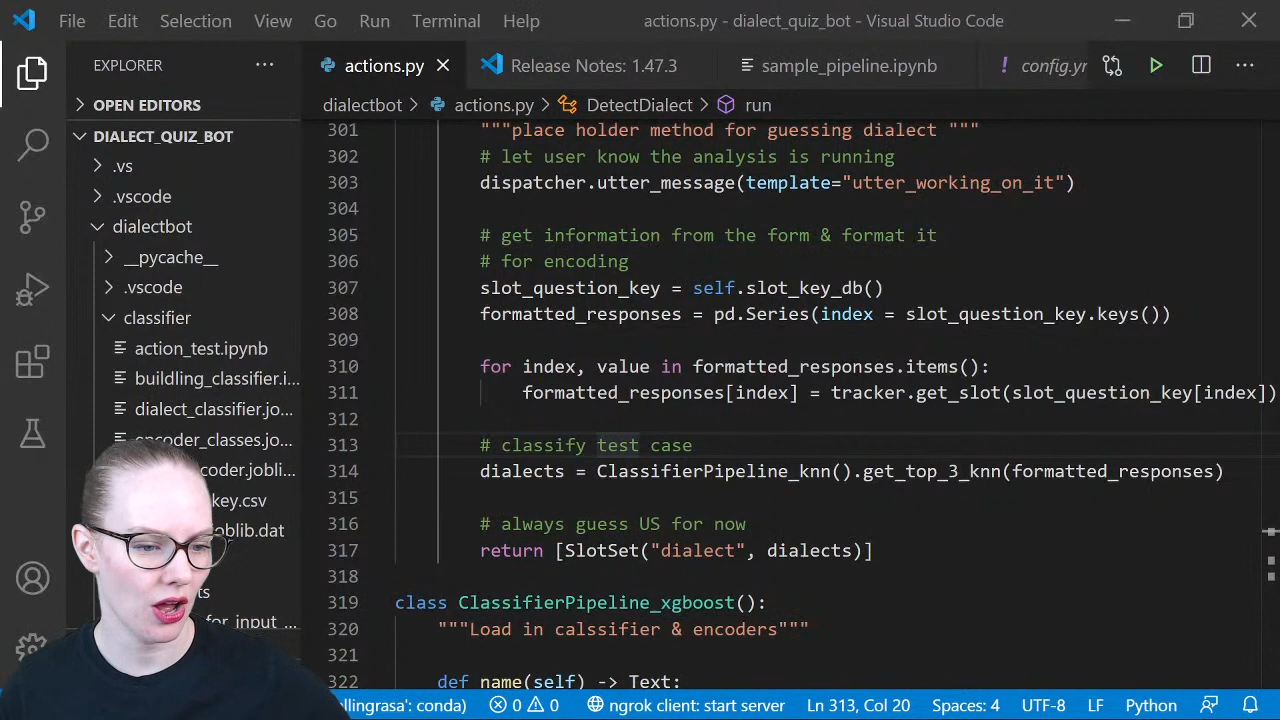 File Edit Selection View Go Run Terminal Help
actions.py - dialect_quiz_bot - Visual Studio Code
EXPLORER
OPEN EDITORS
DIALECT_QUIZ_BOT
.vs
.vscode
dialectbot
__pycache__
.vscode
classifier
action_test.ipynb
buildling_classifier.i...
dialect_classifier.jo...
encoder_classes.jo...
coder.jobli...
key.csv
oblib.dat
ts
for_input_...
actions.py
Release Notes: 1.47.3
sample_pipeline.ipynb
! config.yr
dialectbot > actions.py > DetectDialect > run
301 """place holder method for guessing dialect """
302 # let user know the analysis is running
303 dispatcher.utter_message(template="utter_working_on_it")
304
305 # get information from the form & format it
306 # for encoding
307 slot_question_key = self.slot_key_db()
308 formatted_responses = pd.Series(index = slot_question_key.keys())
309
310 for index, value in formatted_responses.items():
311 formatted_responses[index] = tracker.get_slot(slot_question_key[index])
312
313 # classify test case
314 dialects = ClassifierPipeline_knn().get_top_3_knn(formatted_responses)
315
316 # always guess US for now
317 return [SlotSet("dialect", dialects)]
318
319 class ClassifierPipeline_xgboost():
320 """Load in calssifier & encoders"""
321
322 def name(self) -> Text:
ellingrasa': conda) 0 0 ngrok client: start server Ln 313, Col 20 Spaces: 4 UTF-8 LF Python